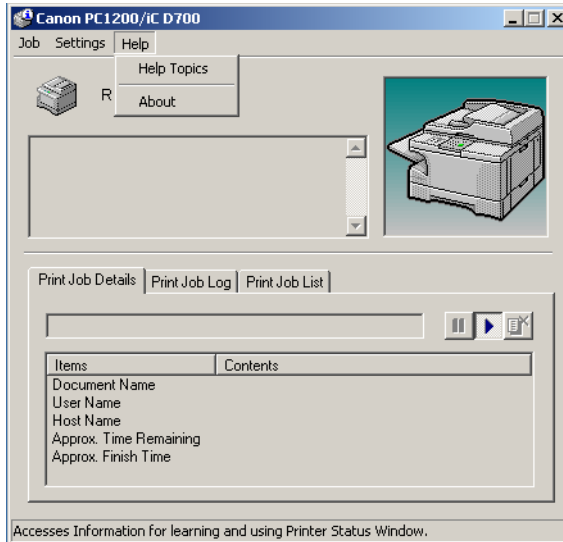 Canon PC1200/iC D700
Job Settings Help
Help Topics
R
About
Print Job Details Print Job Log Print Job List
Items Contents
Document Name
User Name
Host Name
Approx. Time Remaining
Approx. Finish Time
Accesses Information for learning and using Printer Status Window.